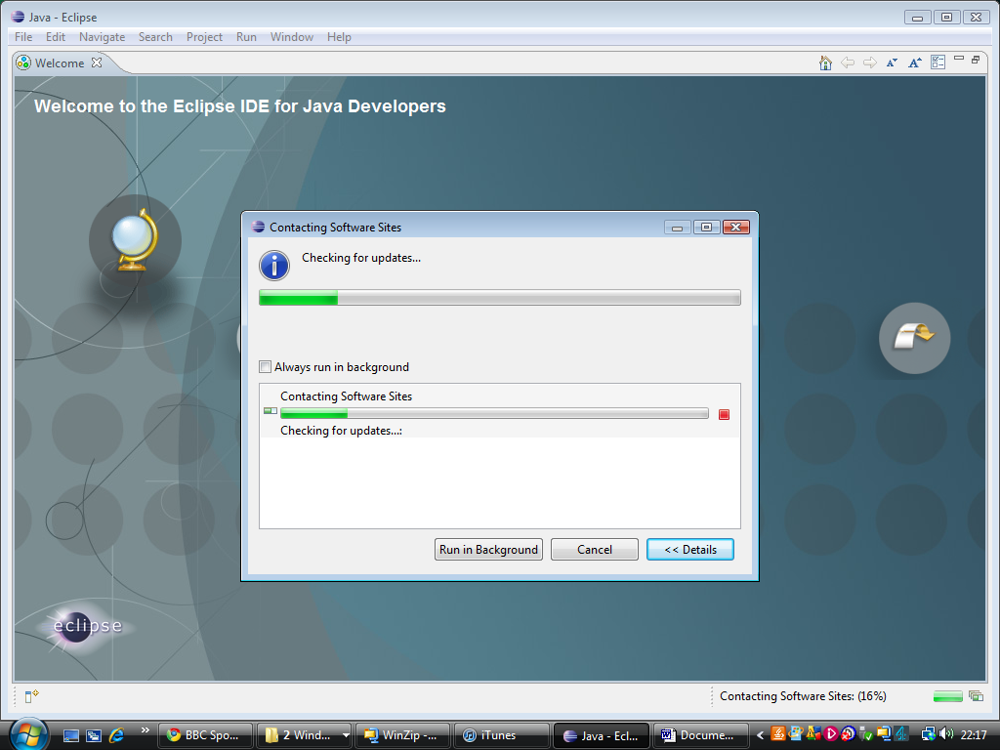 Java - Eclipse
File Edit Navigate Search Project Run Window Help
Welcome
Welcome to the Eclipse IDE for Java Developers
Contacting Software Sites
Checking for updates...
Always run in background
Contacting Software Sites
Checking for updates...:
Run in Background Cancel << Details
eclipse
Contacting Software Sites: (16%)
BBC Spo... 2 Wind... WinZip -... iTunes Java - Ecl... Docume... 22:17